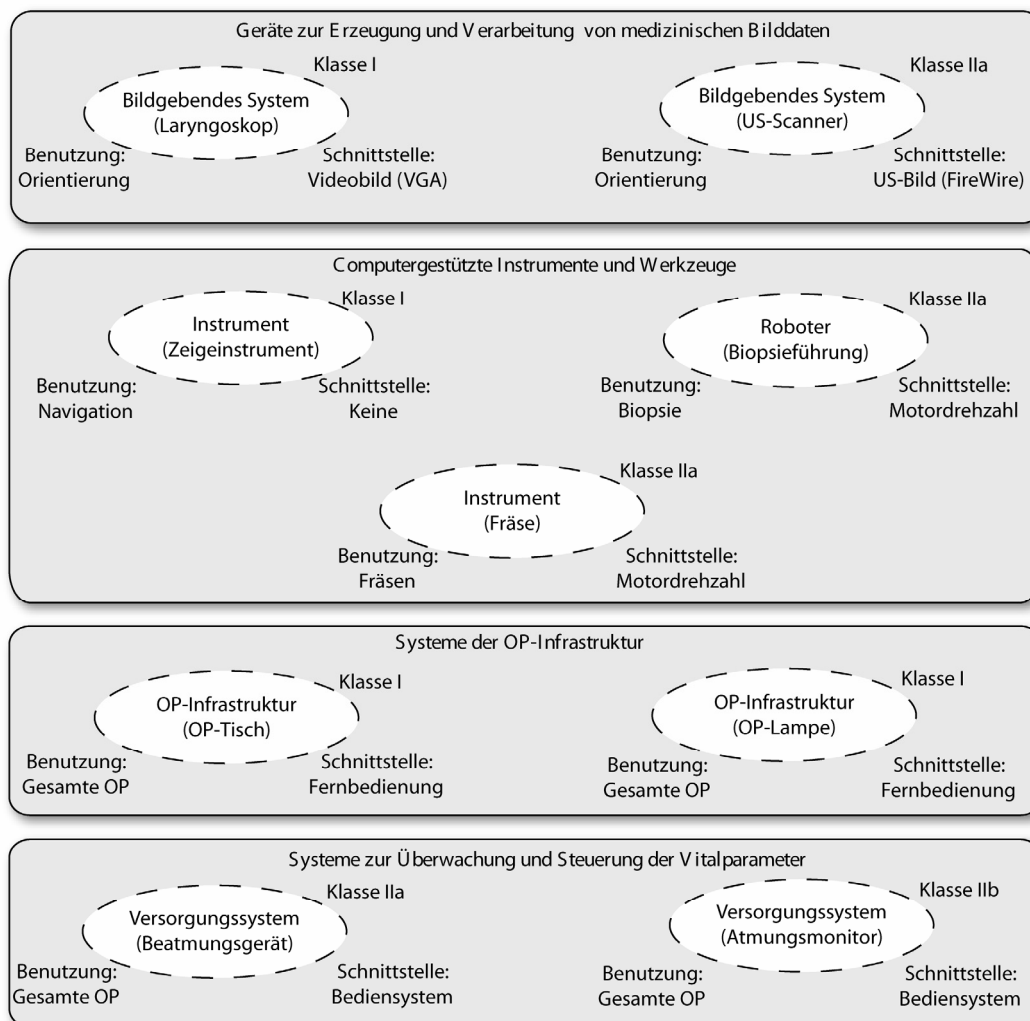 Geräte zur Erzeugung und Verarbeitung von medizinischen Bilddaten
Klasse I
Bildgebendes System
(Laryngoskop)
Benutzung:
Orientierung
Schnittstelle:
Videobild (VGA)
Klasse IIa
Bildgebendes System
(US-Scanner)
Benutzung:
Orientierung
Schnittstelle:
US-Bild (FireWire)
Computergestützte Instrumente und Werkzeuge
Klasse I
Instrument
(Zeigeinstrument)
Benutzung:
Navigation
Schnittstelle:
Keine
Klasse IIa
Roboter
(Biopsieführung)
Benutzung:
Biopsie
Schnittstelle:
Motordrehzahl
Klasse IIa
Instrument
(Fräse)
Benutzung:
Fräsen
Schnittstelle:
Motordrehzahl
Systeme der OP-Infrastruktur
Klasse I
OP-Infrastruktur
(OP-Tisch)
Benutzung:
Gesamte OP
Schnittstelle:
Fernbedienung
Klasse I
OP-Infrastruktur
(OP-Lampe)
Benutzung:
Gesamte OP
Schnittstelle:
Fernbedienung
Systeme zur Überwachung und Steuerung der Vitalparameter
Klasse IIa
Versorgungssystem
(Beatmungsgerät)
Benutzung:
Gesamte OP
Schnittstelle:
Bediensystem
Klasse IIb
Versorgungssystem
(Atmungsmonitor)
Benutzung:
Gesamte OP
Schnittstelle:
Bediensystem